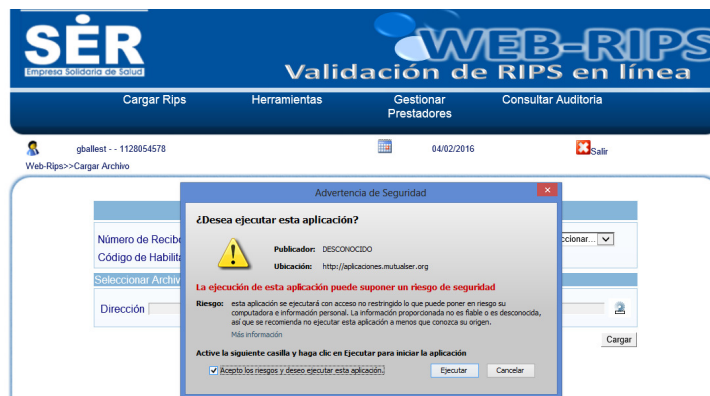 SÉR
Empresa Solidaria de Salud
WEB-RIPS
Validación de RIPS en línea
Cargar Rips
Herramientas
Gestionar
Prestadores
Consultar Auditoria
gballest - - 1128054578
04/02/2016
Salir
Web-Rips>>Cargar Archivo
Advertencia de Seguridad
¿Desea ejecutar esta aplicación?
Publicador: DESCONOCIDO
Ubicación: http://aplicaciones.mutualser.org
La ejecución de esta aplicación puede suponer un riesgo de seguridad
Riesgo: esta aplicación se ejecutará con acceso no restringido lo que puede poner en riesgo su
computadora e información personal. La información proporcionada no es fiable o es desconocida,
así que se recomienda no ejecutar esta aplicación a menos que conozca su origen.
Más información
Active la siguiente casilla y haga clic en Ejecutar para iniciar la aplicación
Acepto los riesgos y deseo ejecutar esta aplicación.
Ejecutar
Cancelar
Número de Recib
ccionar...
Código de Habilit
Seleccionar Archiv
Dirección
Cargar